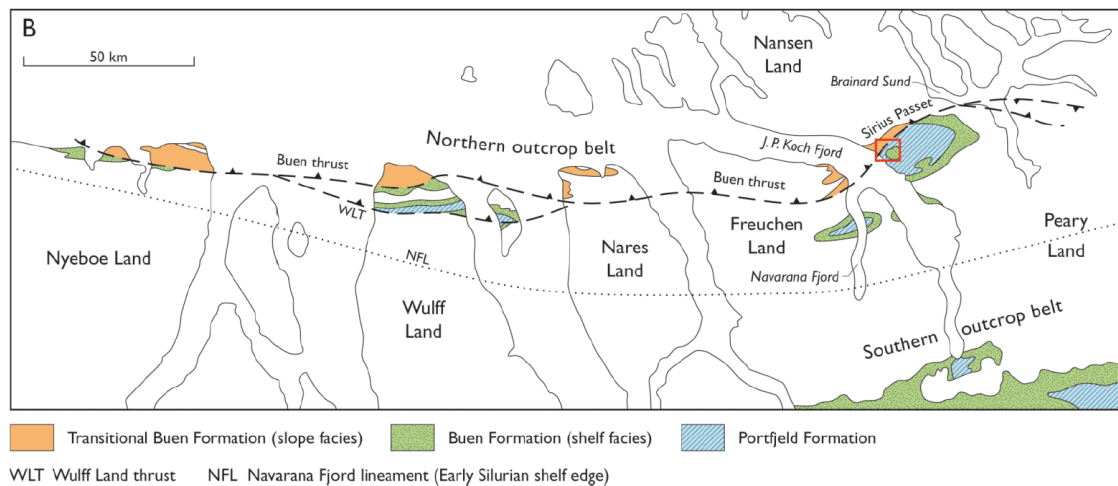 B
50 km
Nansen
Land
Brainard Sund
Sirius Passet
Northern outcrop belt
J. P. Koch Fjord
Buen thrust
Buen thrust
WLT
Freuchen
Land
Peary
Land
Nyeboe Land
NFL
Nares
Land
Navarana Fjord
Wulff
Land
Southern outcrop belt
Transitional Buen Formation (slope facies)
Buen Formation (shelf facies)
Portfjeld Formation
WLT Wulff Land thrust
NFL Navarana Fjord lineament (Early Silurian shelf edge)